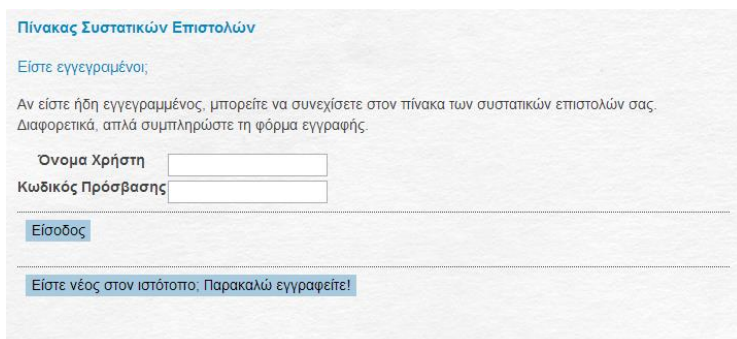 Πίνακας Συστατικών Επιστολών
Είστε εγγεγραμένοι;
Αν είστε ήδη εγγεγραμμένος, μπορείτε να συνεχίσετε στον πίνακα των συστατικών επιστολών σας.
Διαφορετικά, απλά συμπληρώστε τη φόρμα εγγραφής.
Όνομα Χρήστη
Κωδικός Πρόσβασης
Είσοδος
Είστε νέος στον ιστότοπο; Παρακαλώ εγγραφείτε!